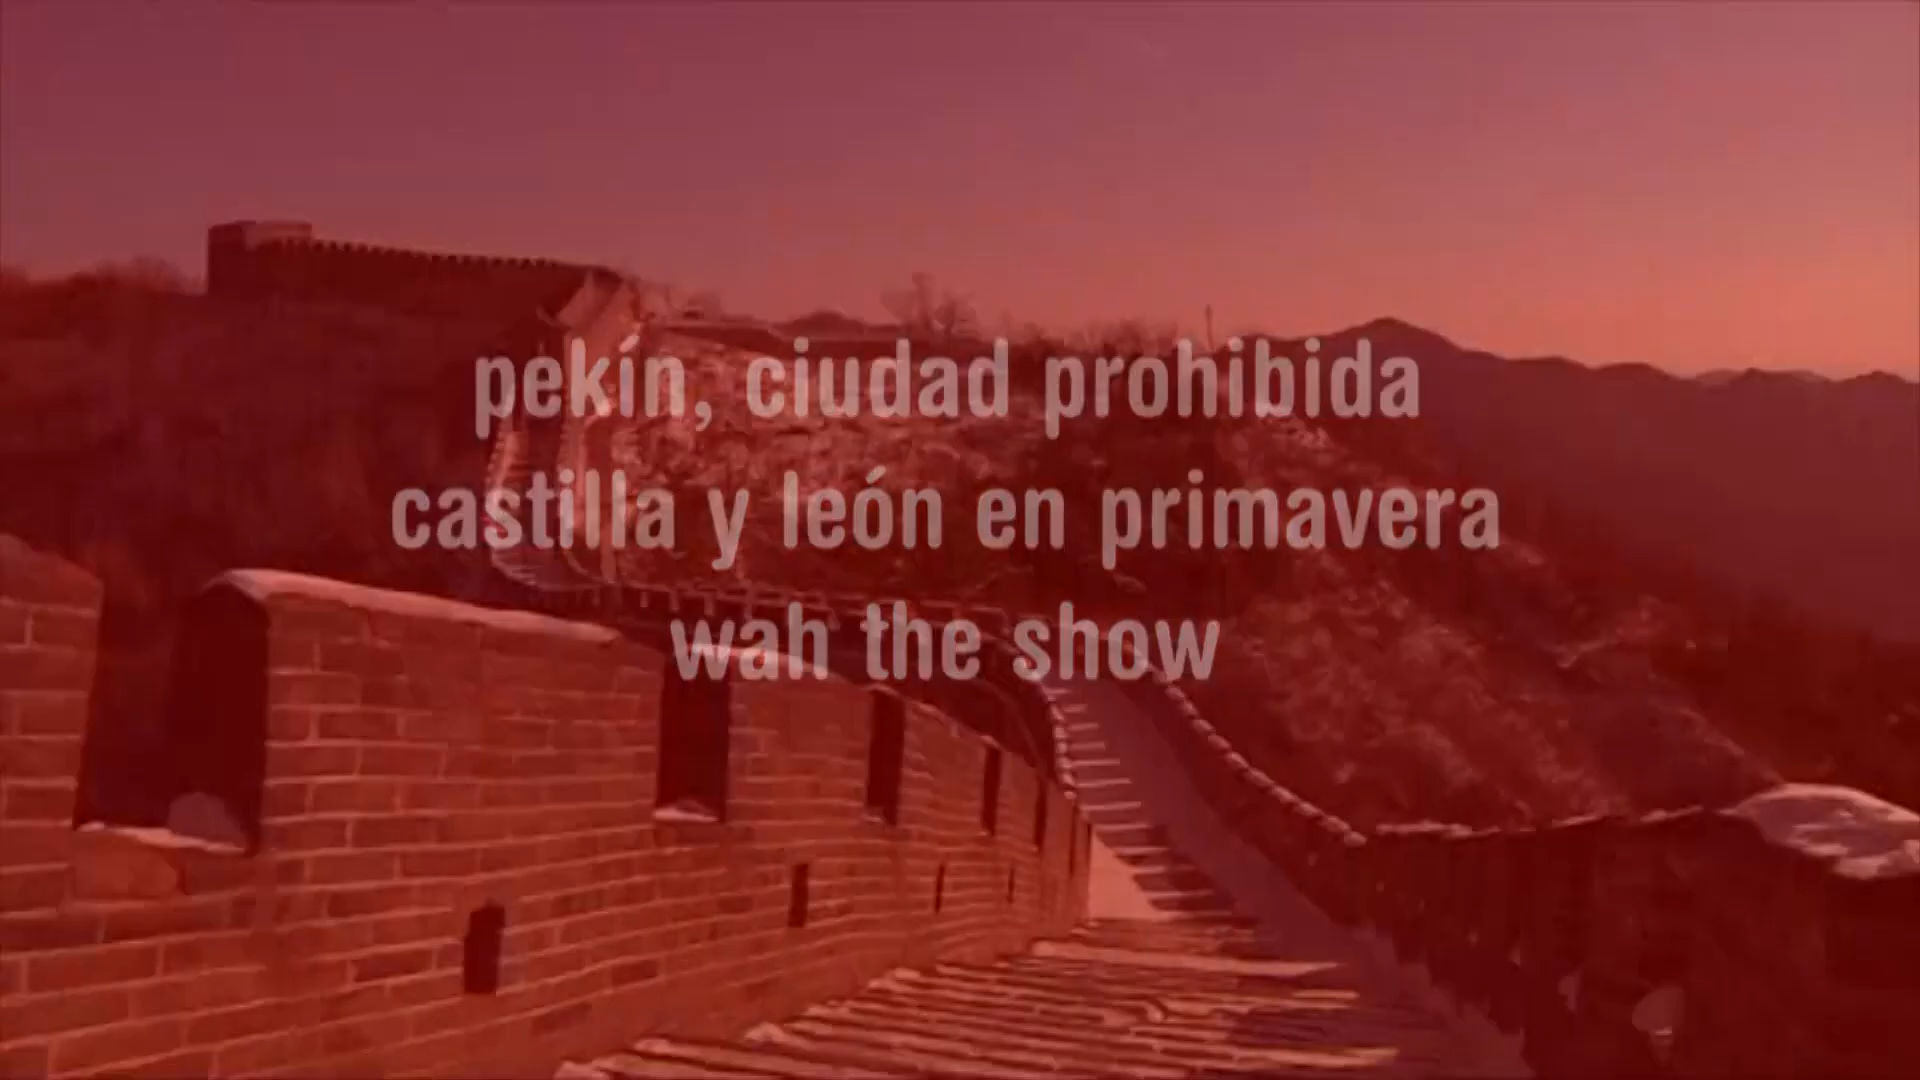 pekín, ciudad prohibida
castilla y león en primavera
wah the show